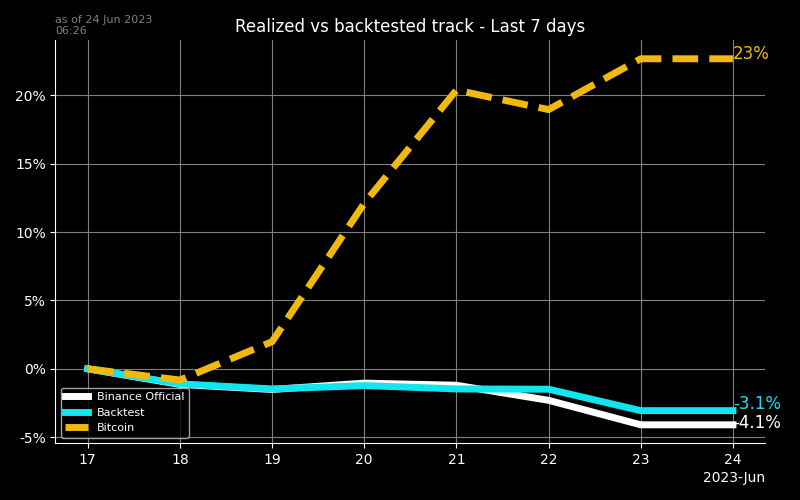 as of 24 Jun 2023
06:26
Realized vs backtested track - Last 7 days
23%
20%
15%
10%
5%
0%
-5%
Binance Official
Backtest
Bitcoin
-3.1%
-4.1%
17 18 19 20 21 22 23 24
2023-Jun